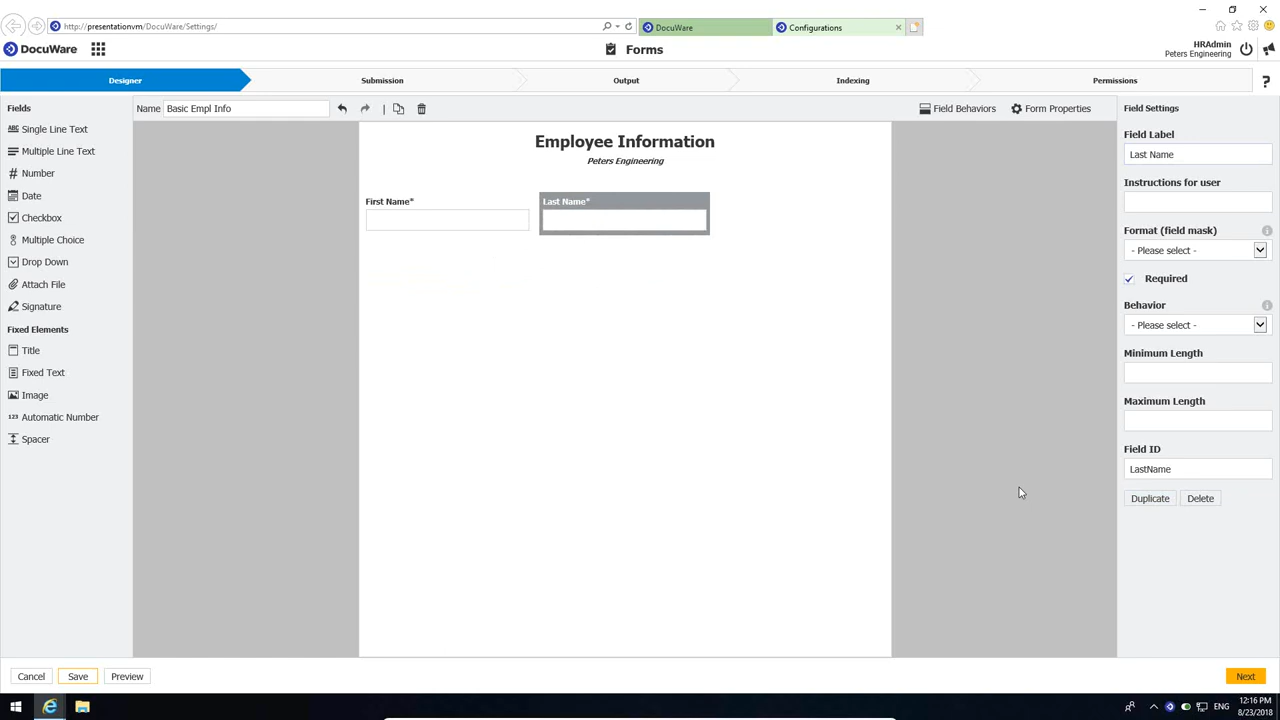 http://presentationvm/DocuWare/Settings/
DocuWare
Configurations
DocuWare
Forms
HRAdmin
Peters Engineering
Designer
Submission
Output
Indexing
Permissions
?
Fields
Name
Basic Empl Info
Field Behaviors
Form Properties
Field Settings
ABC Single Line Text
Multiple Line Text
# Number
Date
Checkbox
Multiple Choice
Drop Down
Attach File
Signature
Fixed Elements
Title
Fixed Text
Image
123 Automatic Number
Spacer
Employee Information
Peters Engineering
First Name*
Last Name*
Field Label
Last Name
Instructions for user
Format (field mask)
- Please select -
Required
Behavior
- Please select -
Minimum Length
Maximum Length
Field ID
LastName
Duplicate
Delete
Cancel
Save
Preview
Next
ENG
12:16 PM
8/23/2018